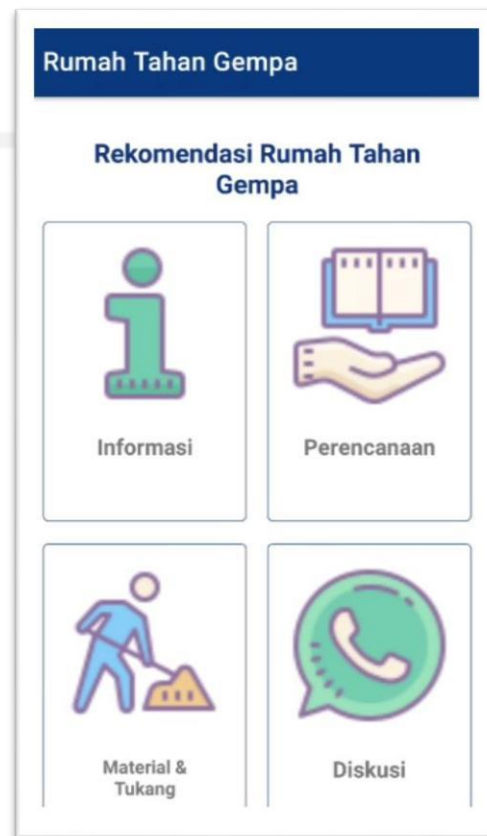 Rumah Tahan Gempa
Rekomendasi Rumah Tahan
Gempa
Informasi
Perencanaan
Material &
Tukang
Diskusi